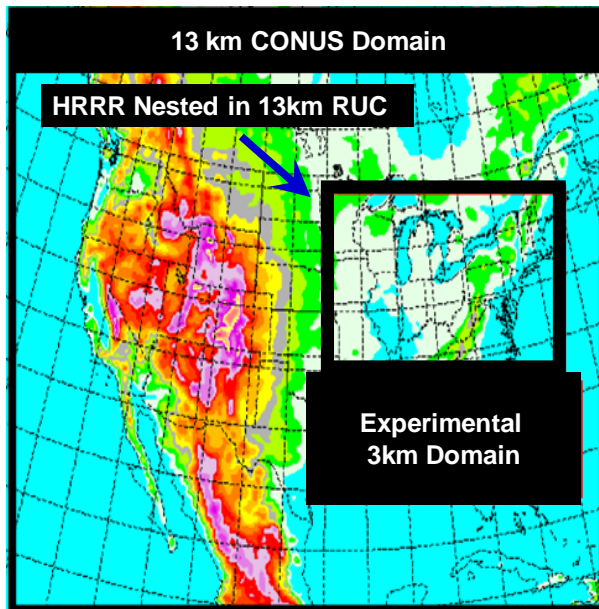 13 km CONUS Domain
HRRR Nested in 13km RUC
Experimental
3km Domain